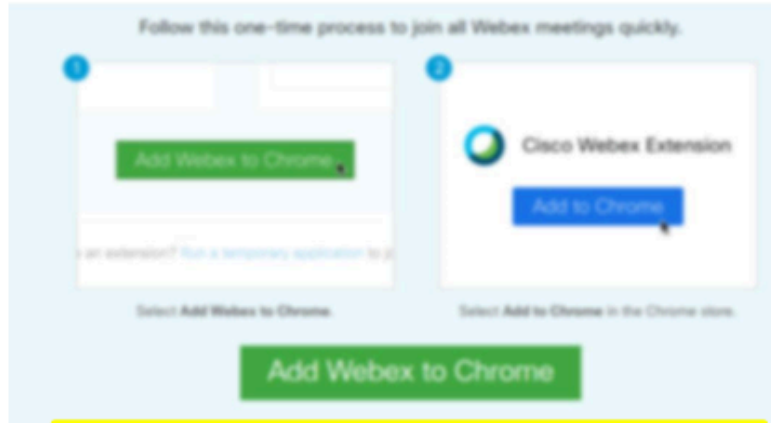 Follow this one-time process to join all Webex meetings quickly.
1
2
Add Webex to Chrome
Cisco Webex Extension
Add to Chrome
an extension? Run a temporary application to
Select Add Webex to Chrome.
Select Add to Chrome in the Chrome store.
Add Webex to Chrome